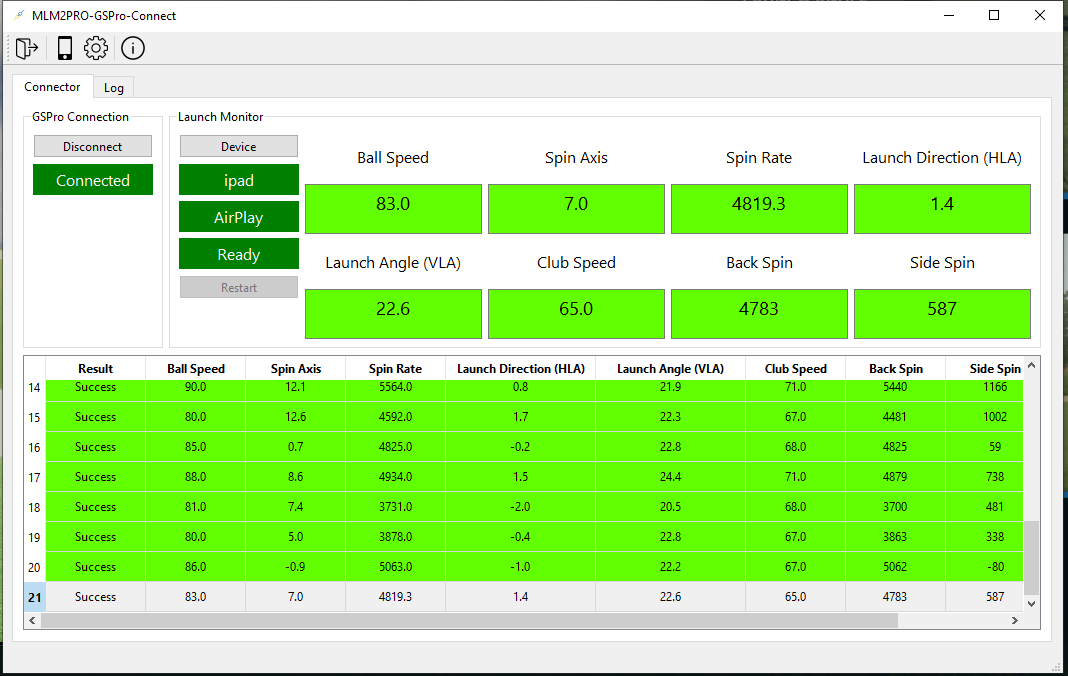 MLM2PRO-GSPro-Connect
Connector Log
GSPro Connection
Disconnect
Connected
Launch Monitor
Device
ipad
AirPlay
Ready
Restart
Ball Speed Spin Axis Spin Rate Launch Direction (HLA)
83.0 7.0 4819.3 1.4
Launch Angle (VLA) Club Speed Back Spin Side Spin
22.6 65.0 4783 587
Result Ball Speed Spin Axis Spin Rate Launch Direction (HLA) Launch Angle (VLA) Club Speed Back Spin Side Spin
14 Success 90.0 12.1 5564.0 0.8 21.9 71.0 5440 1166
15 Success 80.0 12.6 4592.0 1.7 22.3 67.0 4481 1002
16 Success 85.0 0.7 4825.0 -0.2 22.8 68.0 4825 59
17 Success 88.0 8.6 4934.0 1.5 24.4 71.0 4879 738
18 Success 81.0 7.4 3731.0 -2.0 20.5 68.0 3700 481
19 Success 80.0 5.0 3878.0 -0.4 22.8 67.0 3863 338
20 Success 86.0 -0.9 5063.0 -1.0 22.2 67.0 5062 -80
21 Success 83.0 7.0 4819.3 1.4 22.6 65.0 4783 587